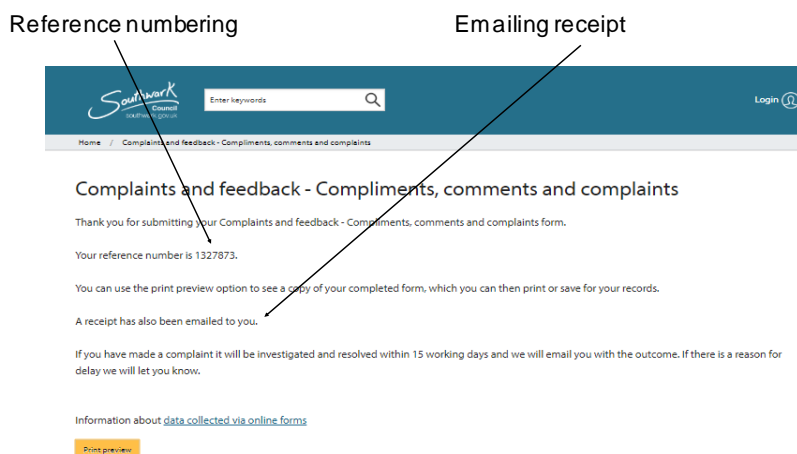 Reference numbering
Emailing receipt
Southwark
Council
southwark.gov.uk
Enter keywords
Login
Home / Complaints and feedback - Compliments, comments and complaints
Complaints and feedback - Compliments, comments and complaints
Thank you for submitting your Complaints and feedback - Compliments, comments and complaints form.
Your reference number is 1327873.
You can use the print preview option to see a copy of your completed form, which you can then print or save for your records.
A receipt has also been emailed to you.
If you have made a complaint it will be investigated and resolved within 15 working days and we will email you with the outcome. If there is a reason for
delay we will let you know.
Information about data collected via online forms
Print preview